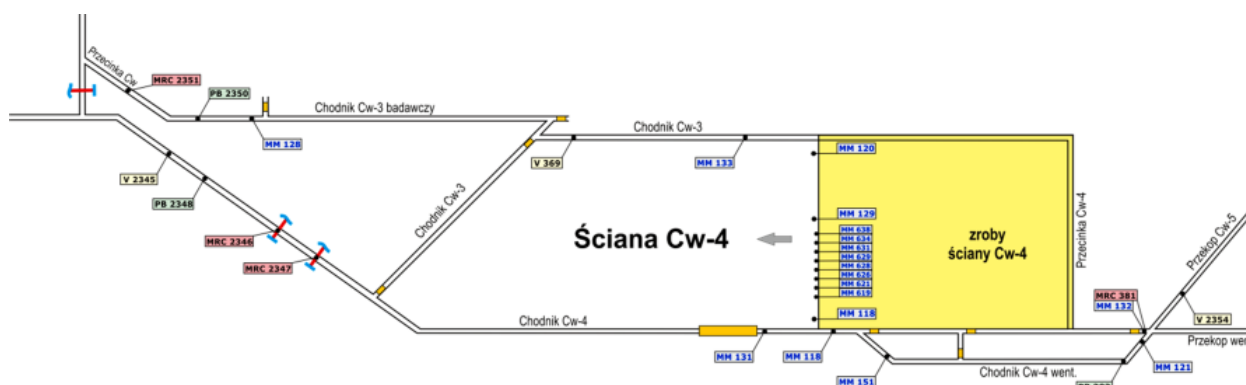 Przecinka Cw
MRC 2351
PB 2350
Chodnik Cw-3 badawczy
MM 128
Chodnik Cw-3
V 369
MM 133
MM 120
V 2345
PB 2348
Chodnik Cw-3
MRC 2346
MRC 2347
MM 129
Ściana Cw-4
MM 638
MM 634
MM 631
MM 629
MM 628
MM 626
MM 621
MM 619
zroby
ściany Cw-4
Przecinka Cw-4
Przekop Cw-5
MM 118
MRC 381
MM 132
Chodnik Cw-4
V 2354
MM 131
MM 118
Przekop wen
MM 151
Chodnik Cw-4 went.
MM 121